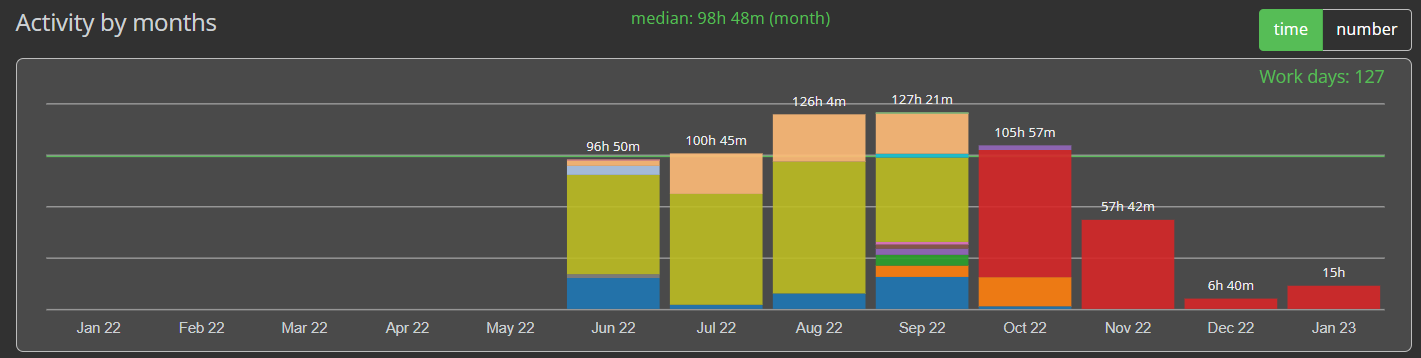 Activity by months
median: 98h 48m (month)
time number
Work days: 127
96h 50m 100h 45m 126h 4m 127h 21m 105h 57m 57h 42m 6h 40m 15h
Jan 22 Feb 22 Mar 22 Apr 22 May 22 Jun 22 Jul 22 Aug 22 Sep 22 Oct 22 Nov 22 Dec 22 Jan 23